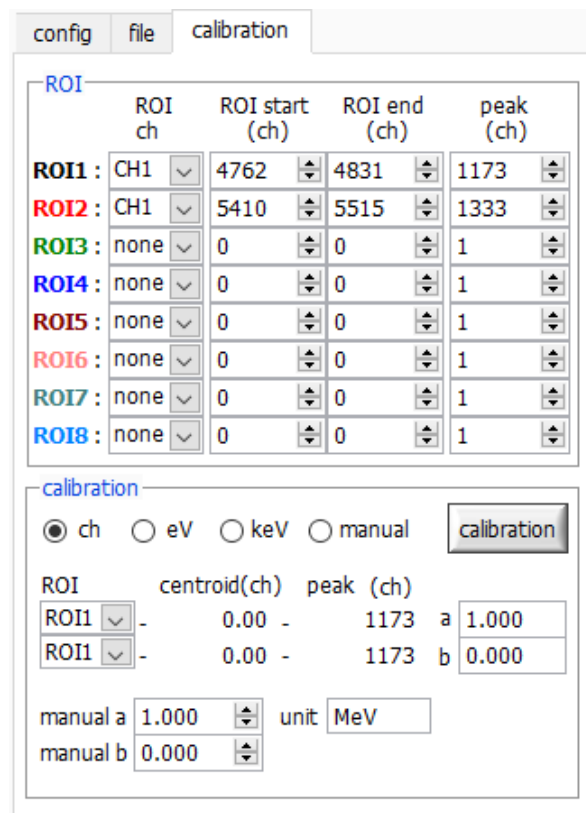 config file calibration
ROI
ROI ch ROI start (ch) ROI end (ch) peak (ch)
ROI1 : CH1 4762 4831 1173
ROI2 : CH1 5410 5515 1333
ROI3 : none 0 0 1
ROI4 : none 0 0 1
ROI5 : none 0 0 1
ROI6 : none 0 0 1
ROI7 : none 0 0 1
ROI8 : none 0 0 1
calibration
ch eV keV manual calibration
ROI centroid(ch) peak (ch)
ROI1 - 0.00 - 1173 a 1.000
ROI1 - 0.00 - 1173 b 0.000
manual a 1.000 unit MeV
manual b 0.000